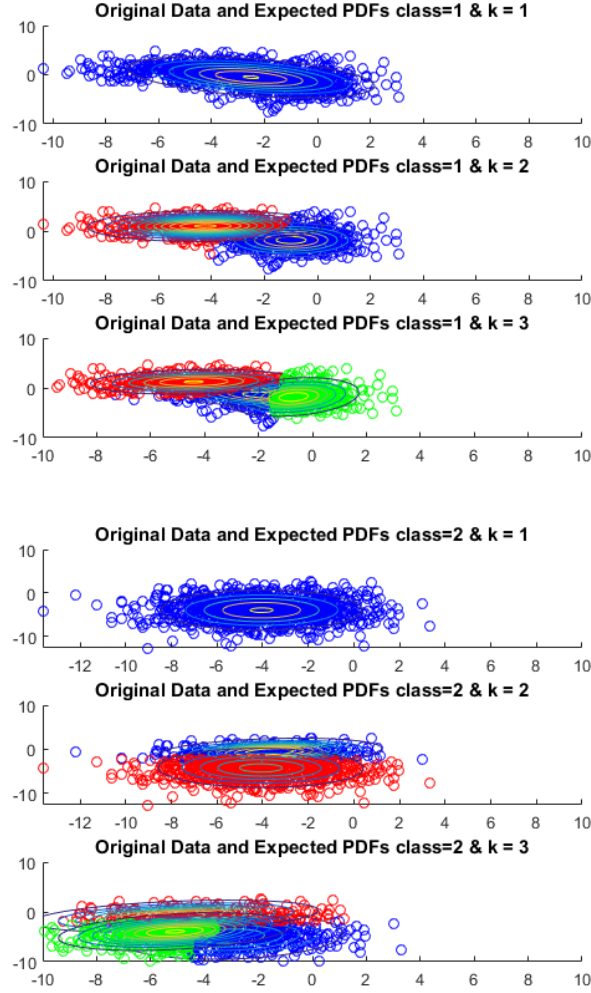 Original Data and Expected PDFs class=1 & k = 1
10
0
-10
-10 -8 -6 -4 -2 0 2 4 6 8 10
Original Data and Expected PDFs class=1 & k = 2
10
0
-10
-10 -8 -6 -4 -2 0 2 4 6 8 10
Original Data and Expected PDFs class=1 & k = 3
10
0
-10
-10 -8 -6 -4 -2 0 2 4 6 8 10
Original Data and Expected PDFs class=2 & k = 1
10
0
-10
-12 -10 -8 -6 -4 -2 0 2 4 6 8 10
Original Data and Expected PDFs class=2 & k = 2
10
0
-10
-12 -10 -8 -6 -4 -2 0 2 4 6 8 10
Original Data and Expected PDFs class=2 & k = 3
10
0
-10
-10 -8 -6 -4 -2 0 2 4 6 8 10